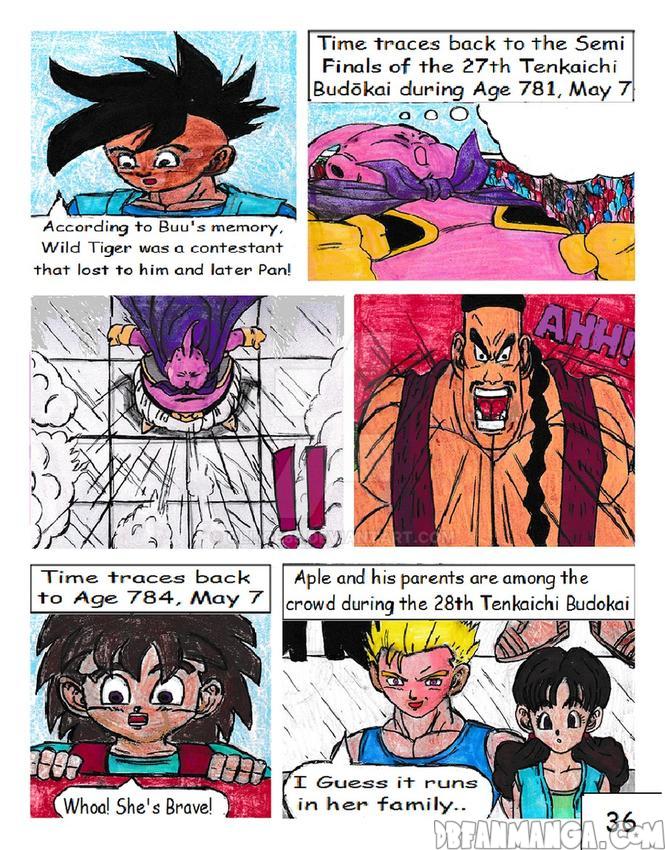 Time traces back to the Semi
Finals of the 27th Tenkaichi
Budōkai during Age 781, May 7
According to Buu's memory,
Wild Tiger was a contestant
that lost to him and later Pan!
!!
AHH!
Time traces back
to Age 784, May 7
Aple and his parents are among the
crowd during the 28th Tenkaichi Budokai
Whoa! She's Brave!
I Guess it runs
in her family..
36
DBFANMANGA.COM